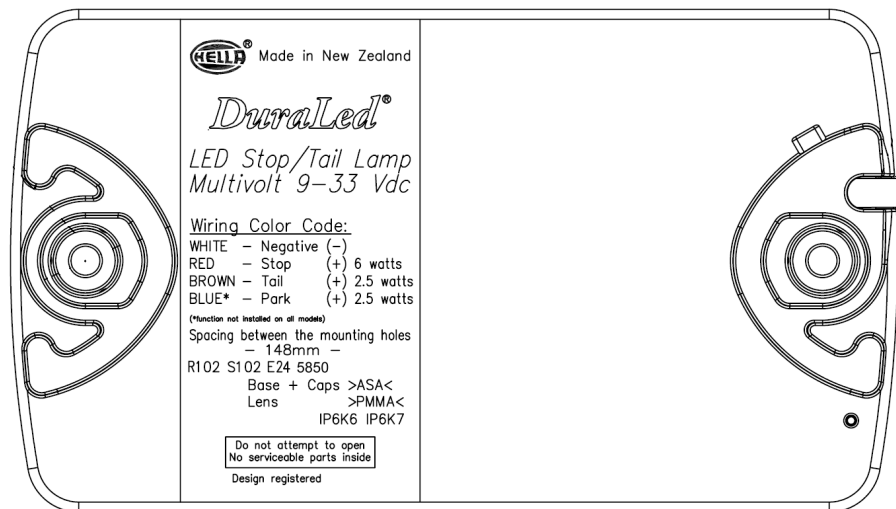 HELLA® Made in New Zealand
DuraLed®
LED Stop/Tail Lamp
Multivolt 9-33 Vdc
Wiring Color Code:
WHITE - Negative (-)
RED - Stop (+) 6 watts
BROWN - Tail (+) 2.5 watts
BLUE* - Park (+) 2.5 watts
(*function not installed on all models)
Spacing between the mounting holes
- 148mm -
R102 S102 E24 5850
Base + Caps >ASA<
Lens >PMMA<
IP6K6 IP6K7
Do not attempt to open
No serviceable parts inside
Design registered